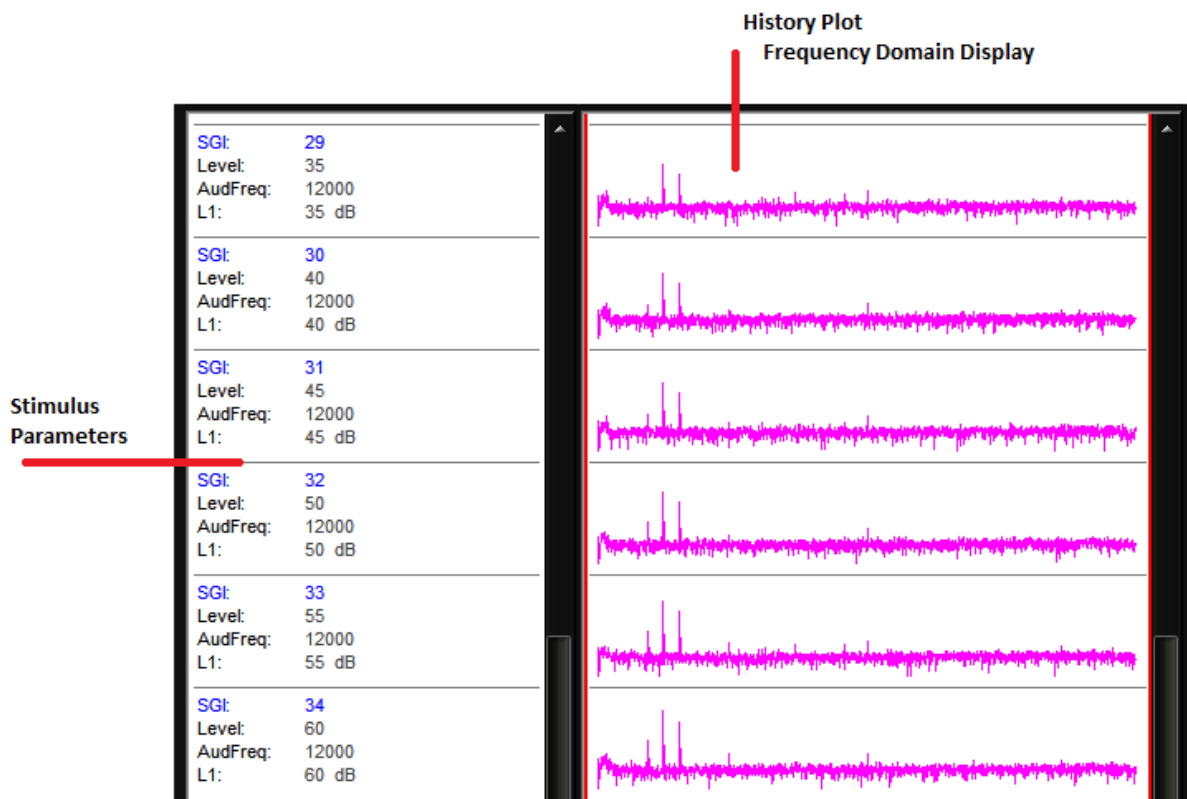 History Plot
Frequency Domain Display
SGI: 29
Level: 35
AudFreq: 12000
L1: 35 dB
SGI: 30
Level: 40
AudFreq: 12000
L1: 40 dB
SGI: 31
Level: 45
AudFreq: 12000
L1: 45 dB
Stimulus
Parameters
SGI: 32
Level: 50
AudFreq: 12000
L1: 50 dB
SGI: 33
Level: 55
AudFreq: 12000
L1: 55 dB
SGI: 34
Level: 60
AudFreq: 12000
L1: 60 dB